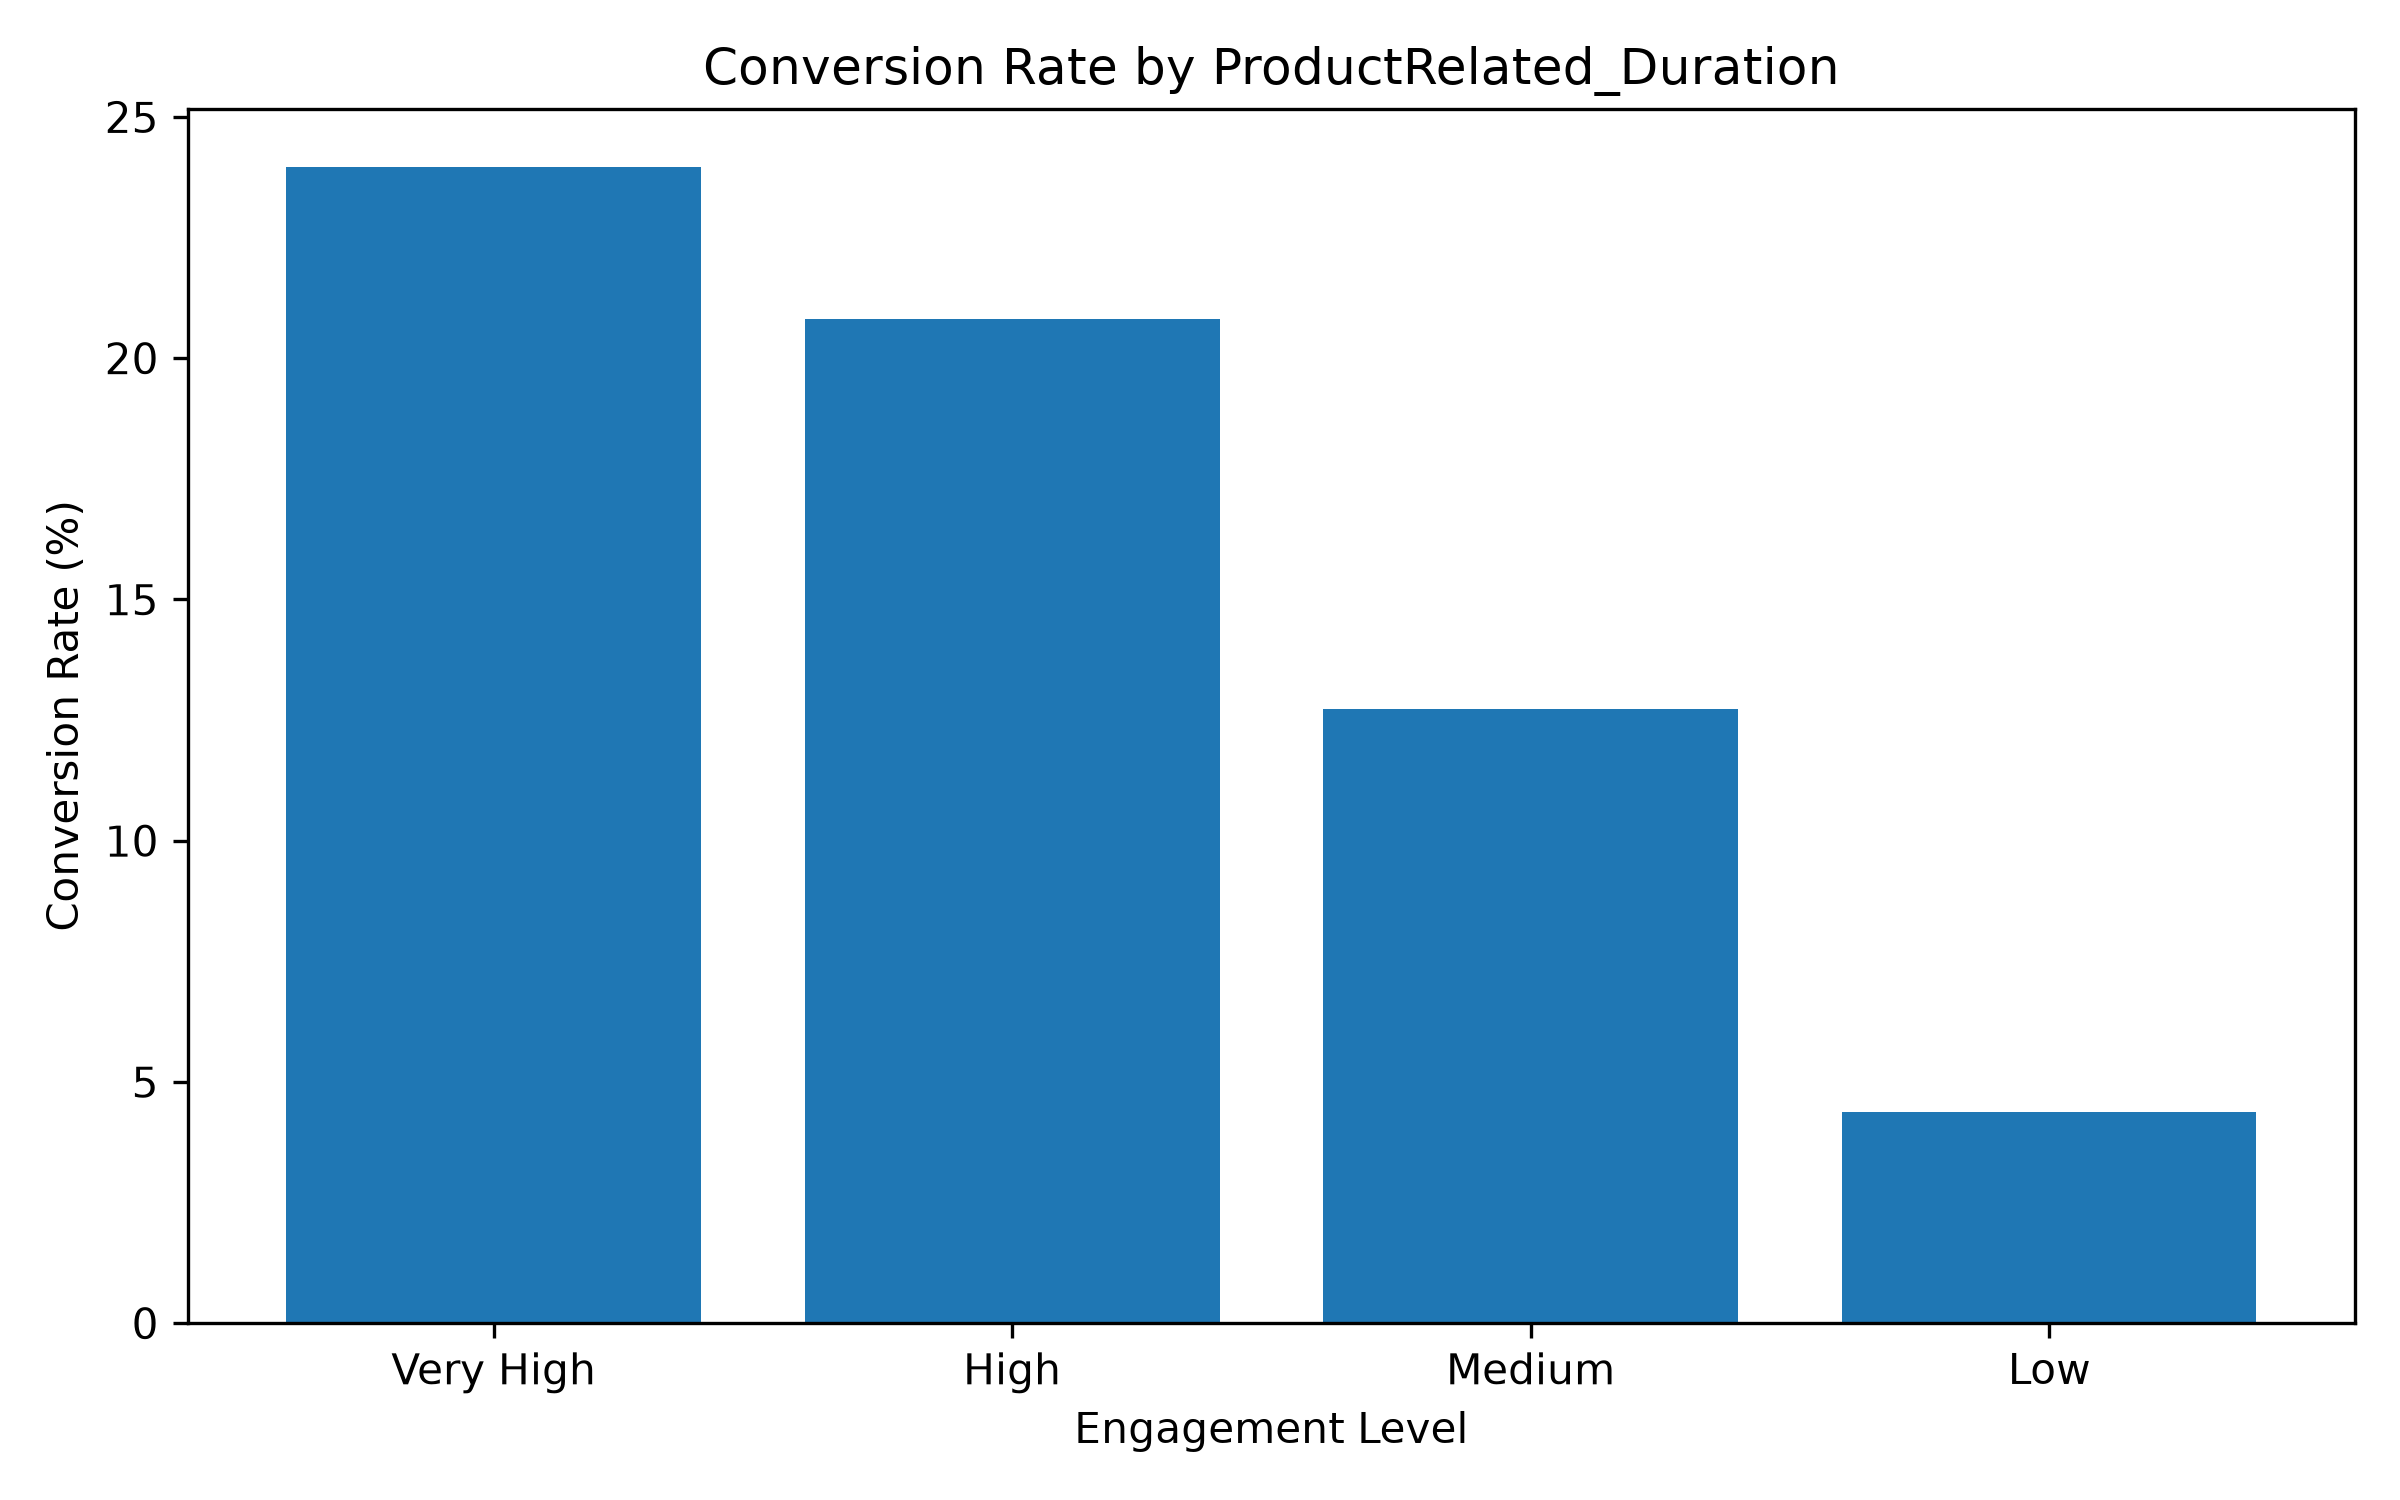 Conversion Rate by ProductRelated_Duration
Conversion Rate (%)
25
20
15
10
5
0
Very High
High
Medium
Low
Engagement Level